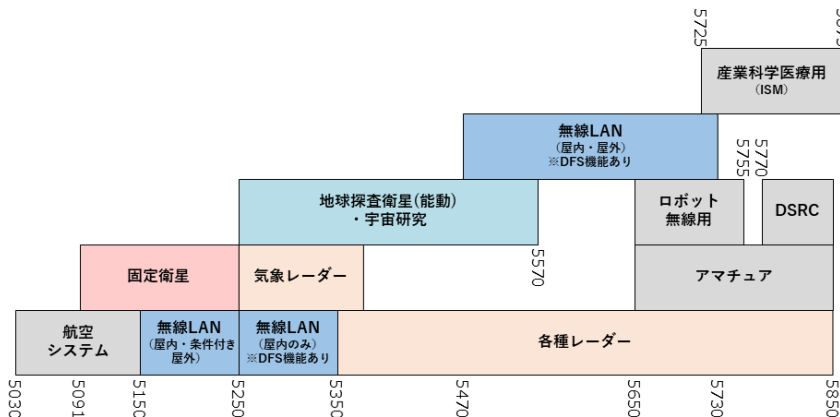 5725
産業科学医療用
(ISM)
無線LAN
(屋内・屋外)
※DFS機能あり
5755
5770
地球探査衛星(能動)
・宇宙研究
ロボット
無線用
DSRC
固定衛星
気象レーダー
5570
アマチュア
航空
システム
無線LAN
(屋内・条件付き
屋外)
無線LAN
(屋内のみ)
※DFS機能あり
各種レーダー
5030
5091
5150
5250
5350
5470
5650
5730
5850